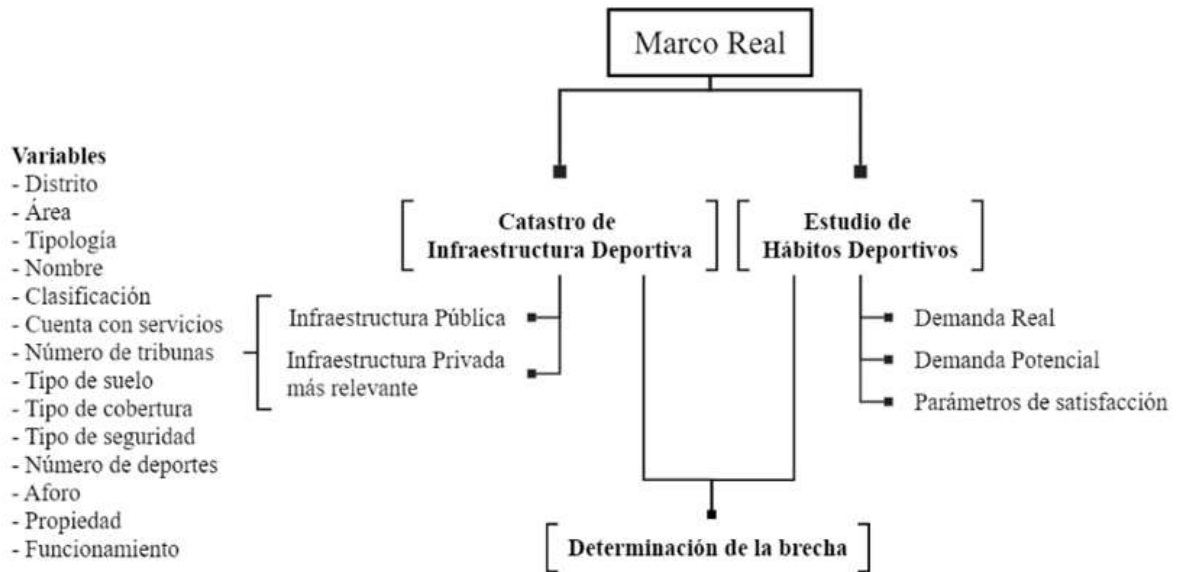 Marco Real
Variables
- Distrito
- Área
- Tipología
- Nombre
- Clasificación
- Cuenta con servicios
- Número de tribunas
- Tipo de suelo
- Tipo de cobertura
- Tipo de seguridad
- Número de deportes
- Aforo
- Propiedad
- Funcionamiento
Catastro de
Infraestructura Deportiva
Infraestructura Pública
Infraestructura Privada
más relevante
Estudio de
Hábitos Deportivos
Demanda Real
Demanda Potencial
Parámetros de satisfacción
Determinación de la brecha